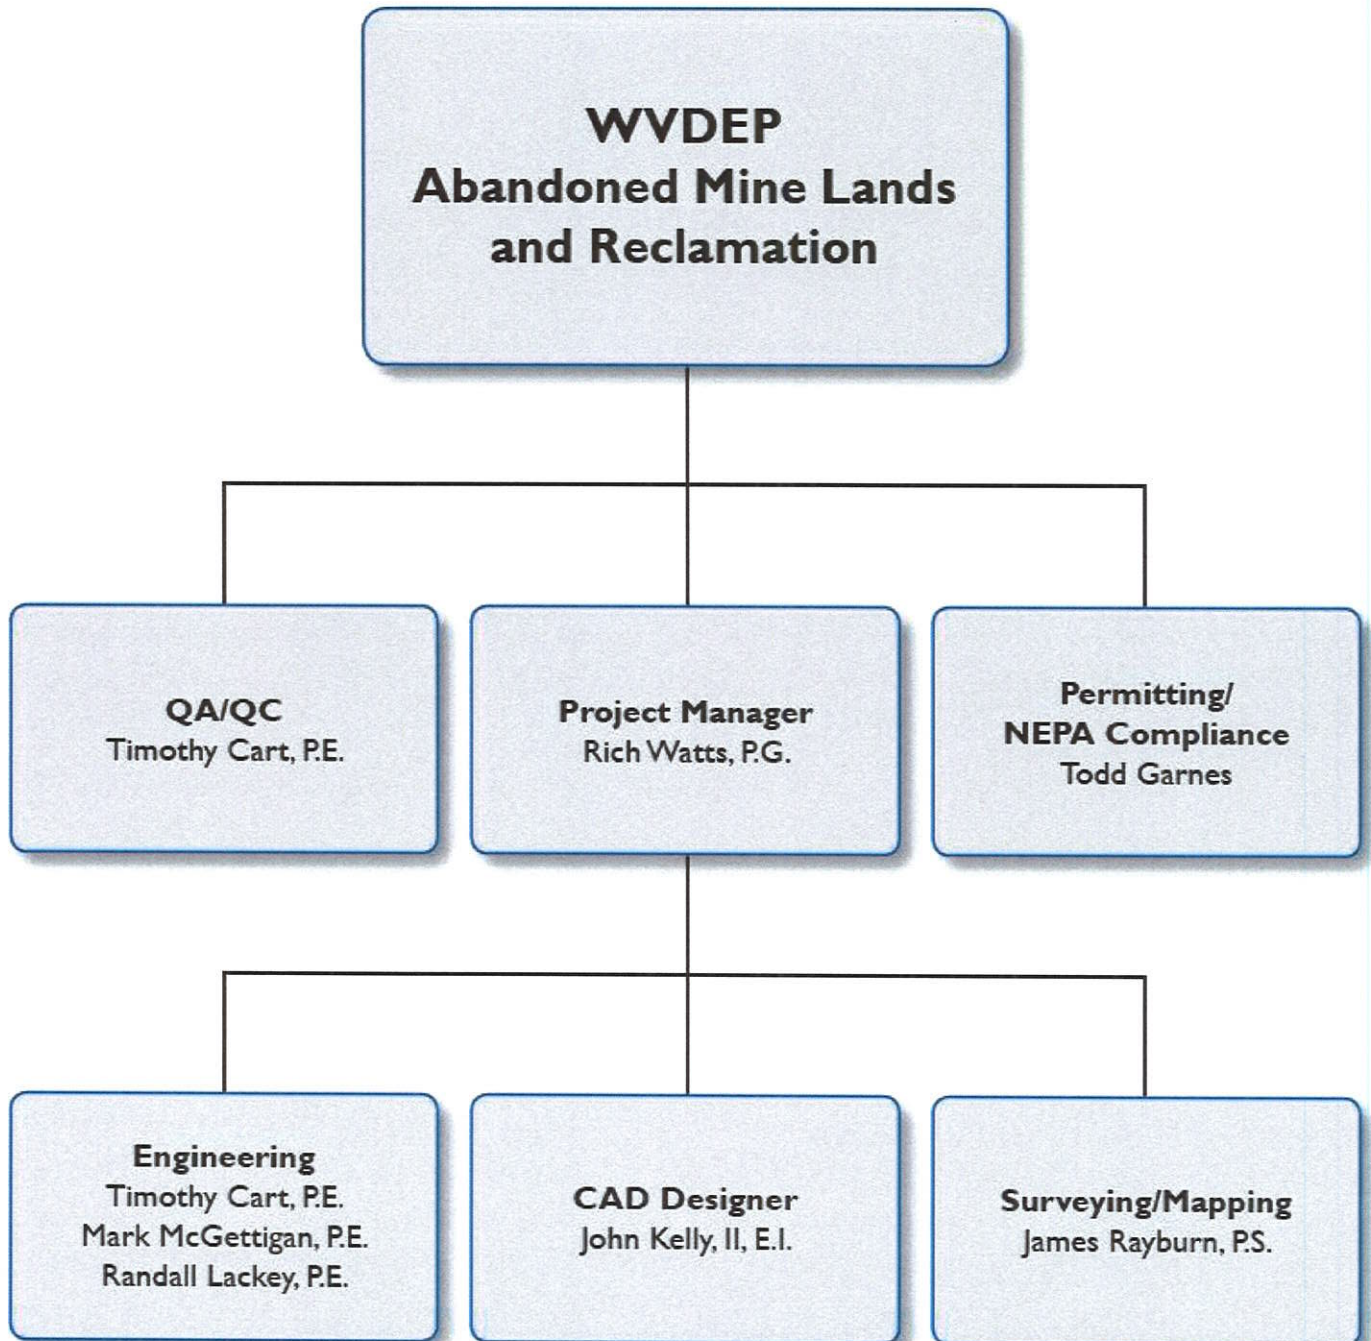 WVDEP
Abandoned Mine Lands
and Reclamation
QA/QC
Timothy Cart, P.E.
Project Manager
Rich Watts, P.G.
Permitting/
NEPA Compliance
Todd Garnes
Engineering
Timothy Cart, P.E.
Mark McGettigan, P.E.
Randall Lackey, P.E.
CAD Designer
John Kelly, II, E.I.
Surveying/Mapping
James Rayburn, P.S.